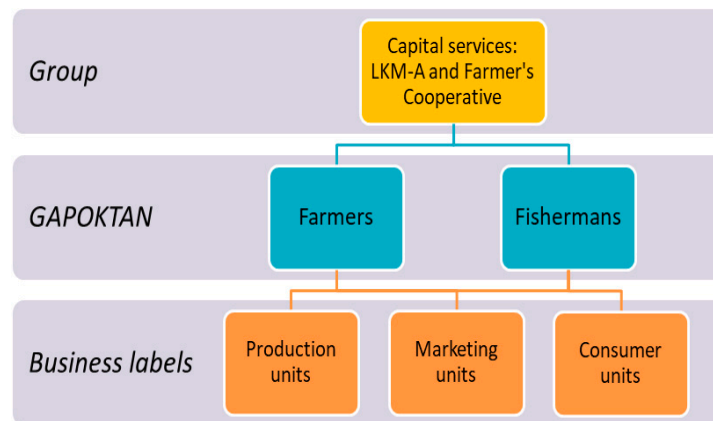 Group
Capital services:
LKM-A and Farmer's
Cooperative
GAPOKTAN
Farmers
Fishermans
Business labels
Production
units
Marketing
units
Consumer
units